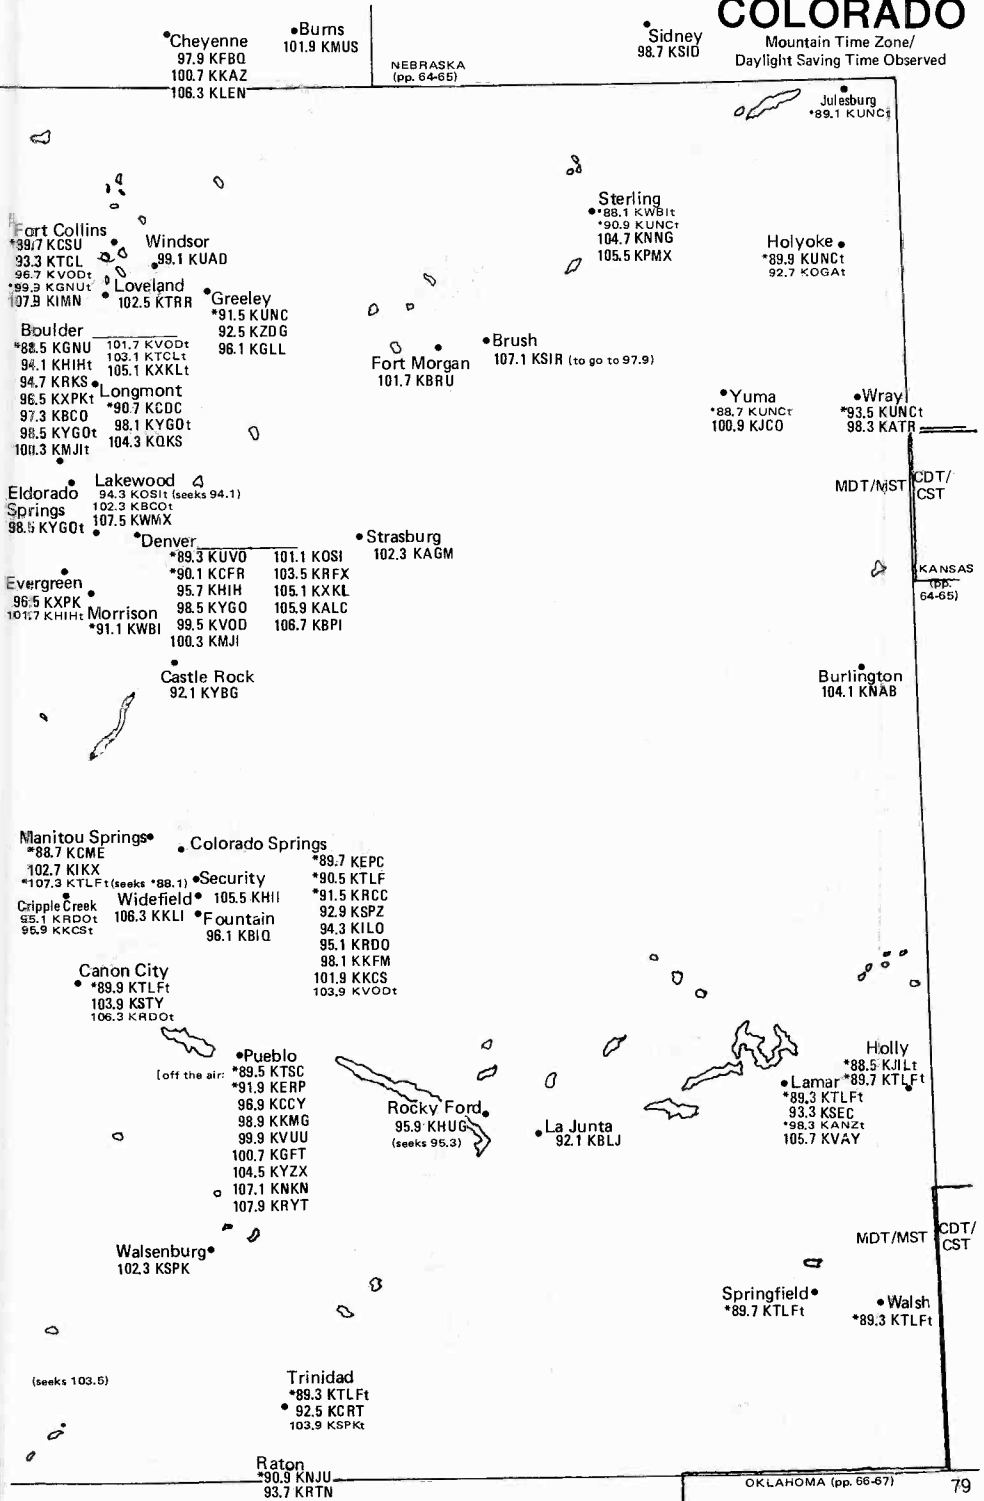 COLORADO
Mountain Time Zone/
Daylight Saving Time Observed
Cheyenne
97.9 KFBQ
100.7 KKAZ
106.3 KLEN
Burns
101.9 KMUS
NEBRASKA
(pp. 64-65)
Sidney
98.7 KSID
Julesburg
*89.1 KUNCt
Sterling
*88.1 KWBIt
*90.9 KUNCt
104.7 KNNG
105.5 KPMX
Holyoke
*89.9 KUNCt
92.7 KOGAt
Fort Collins
KCSU
93.3 KTCL
96.7 KVODt
*99.9 KGNUt
107.9 KIMN
Windsor
99.1 KUAD
Loveland
102.5 KTRR
Greeley
*91.5 KUNC
92.5 KZDG
96.1 KGLL
Boulder
*88.5 KGNU
94.1 KHIHt
94.7 KRKS
96.5 KXPKt
97.3 KBCO
98.5 KYGOt
100.3 KMJIt
101.7 KVODt
103.1 KTCLt
105.1 KXKLt
Longmont
*90.7 KCDC
98.1 KYGOt
104.3 KQKS
Fort Morgan
101.7 KBRU
Brush
107.1 KSIR (to go to 97.9)
Yuma
*88.7 KUNCt
100.9 KJCO
Wray
*93.5 KUNCt
98.3 KATR
MDT/MST
CDT/
CST
Eldorado
Springs
98.5 KYGOt
Lakewood
94.3 KOSIt (seeks 94.1)
102.3 KBCOt
107.5 KWMX
Denver
*89.3 KUVO
*90.1 KCFR
95.7 KHIH
98.5 KYGO
99.5 KVOD
100.3 KMJI
101.1 KOSI
103.5 KRFX
105.1 KXKL
105.9 KALC
106.7 KBPI
Strasburg
102.3 KAGM
KANSAS
(pp.
64-65)
Evergreen
96.5 KXPK
101.7 KHIHt
Morrison
*91.1 KWBI
Castle Rock
92.1 KYBG
Burlington
104.1 KNAB
Manitou Springs
*88.7 KCME
102.7 KIKX
*107.3 KTLFt (seeks *88.1)
Colorado Springs
*89.7 KEPC
*90.5 KTLF
*91.5 KRCC
92.9 KSPZ
94.3 KILO
95.1 KRDO
98.1 KKFM
101.9 KKCS
103.9 KVODt
Security
105.5 KHII
Cripple Creek
95.1 KRDOt
95.9 KKCSt
Widefield
106.3 KKLI
Fountain
96.1 KBIQ
Canon City
*89.9 KTLFt
103.9 KSTY
106.3 KRDOt
Pueblo
[off the air: *89.5 KTSC
*91.9 KERP
96.9 KCCY
98.9 KKMG
99.9 KVUU
100.7 KGFT
104.5 KYZX
107.1 KNKN
107.9 KRYT
Rocky Ford
95.9 KHUG
(seeks 95.3)
La Junta
92.1 KBLJ
Holly
*88.5 KJILt
*89.7 KTLFt
Lamar
*89.3 KTLFt
93.3 KSEC
*98.3 KANZt
105.7 KVAY
Walsenburg
102.3 KSPK
MDT/MST
CDT/
CST
Springfield
*89.7 KTLFt
Walsh
*89.3 KTLFt
(seeks 103.5)
Trinidad
*89.3 KTLFt
92.5 KCRT
103.9 KSPKt
Raton
*90.9 KNJU
93.7 KRTN
OKLAHOMA (pp. 66-67)
79